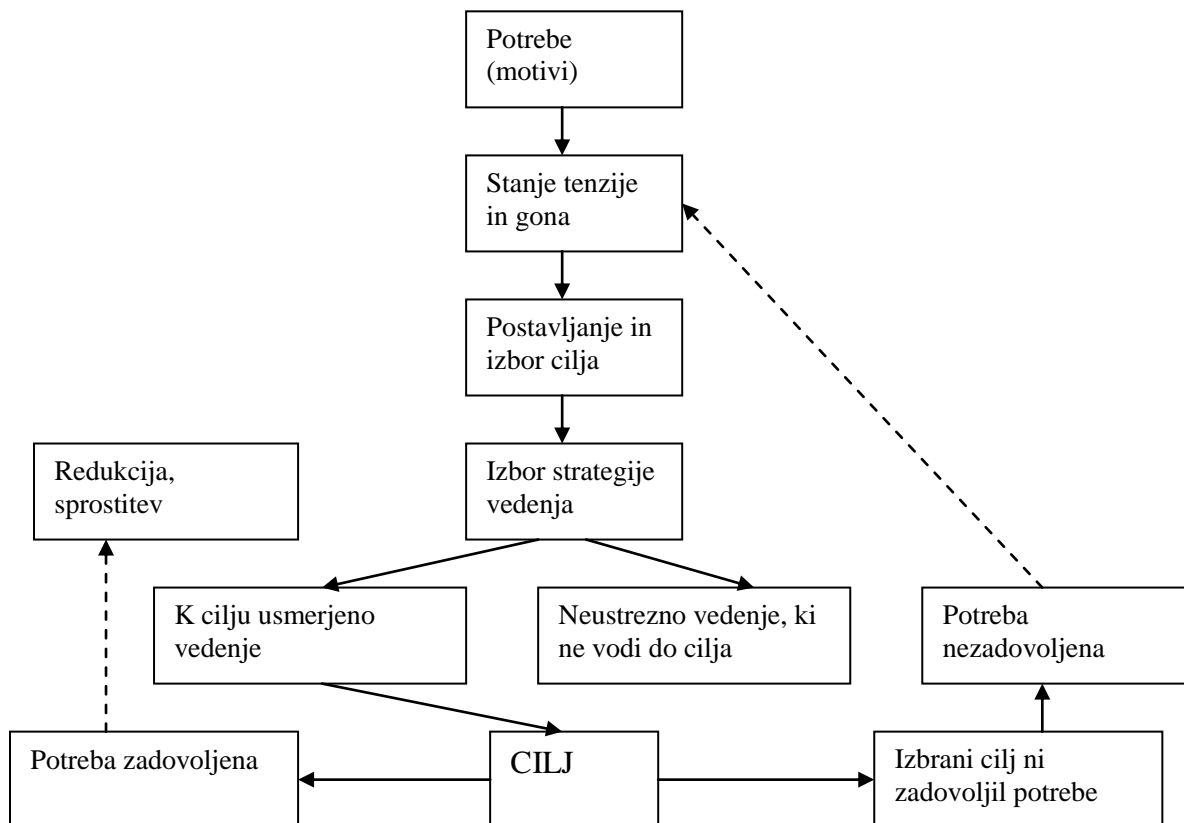 Potrebe
(motivi)
Stanje tenzije
in gona
Postavljanje in
izbor cilja
Redukcija,
sprostitev
Izbor strategije
vedenja
K cilju usmerjeno
vedenje
Neustrezno vedenje, ki
ne vodi do cilja
Potreba
nezadovoljena
Potreba zadovoljena
CILJ
Izbrani cilj ni
zadovoljil potrebe